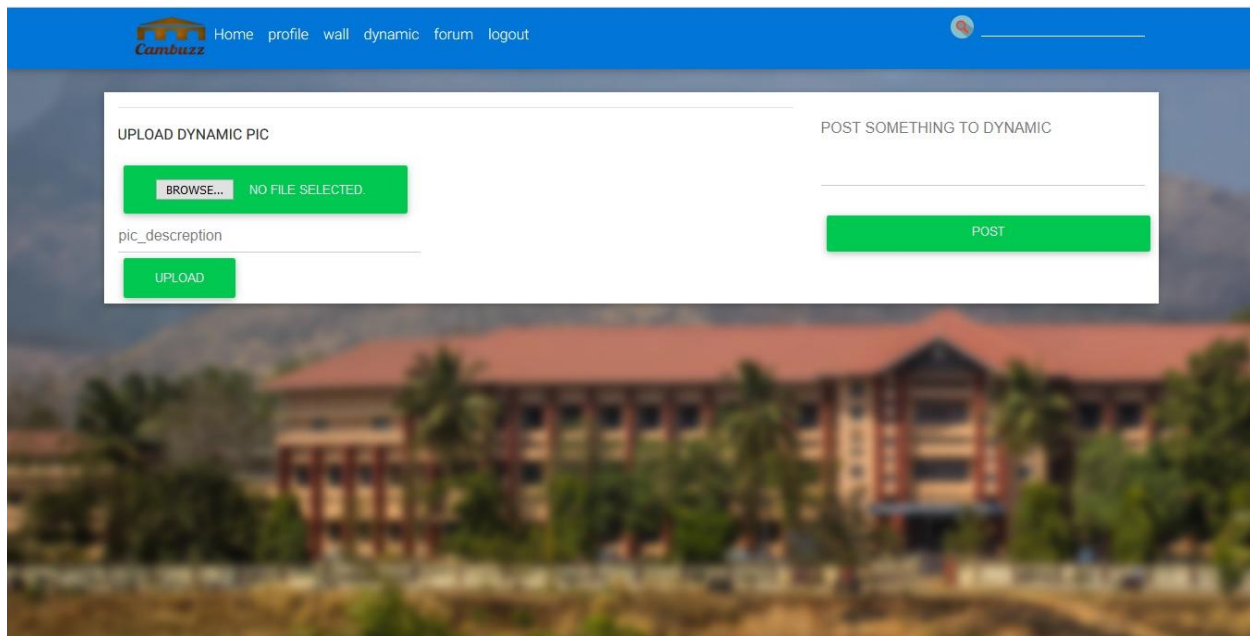 Cambuzz
Home profile wall dynamic forum logout
UPLOAD DYNAMIC PIC
BROWSE... NO FILE SELECTED.
pic_descreption
UPLOAD
POST SOMETHING TO DYNAMIC
POST